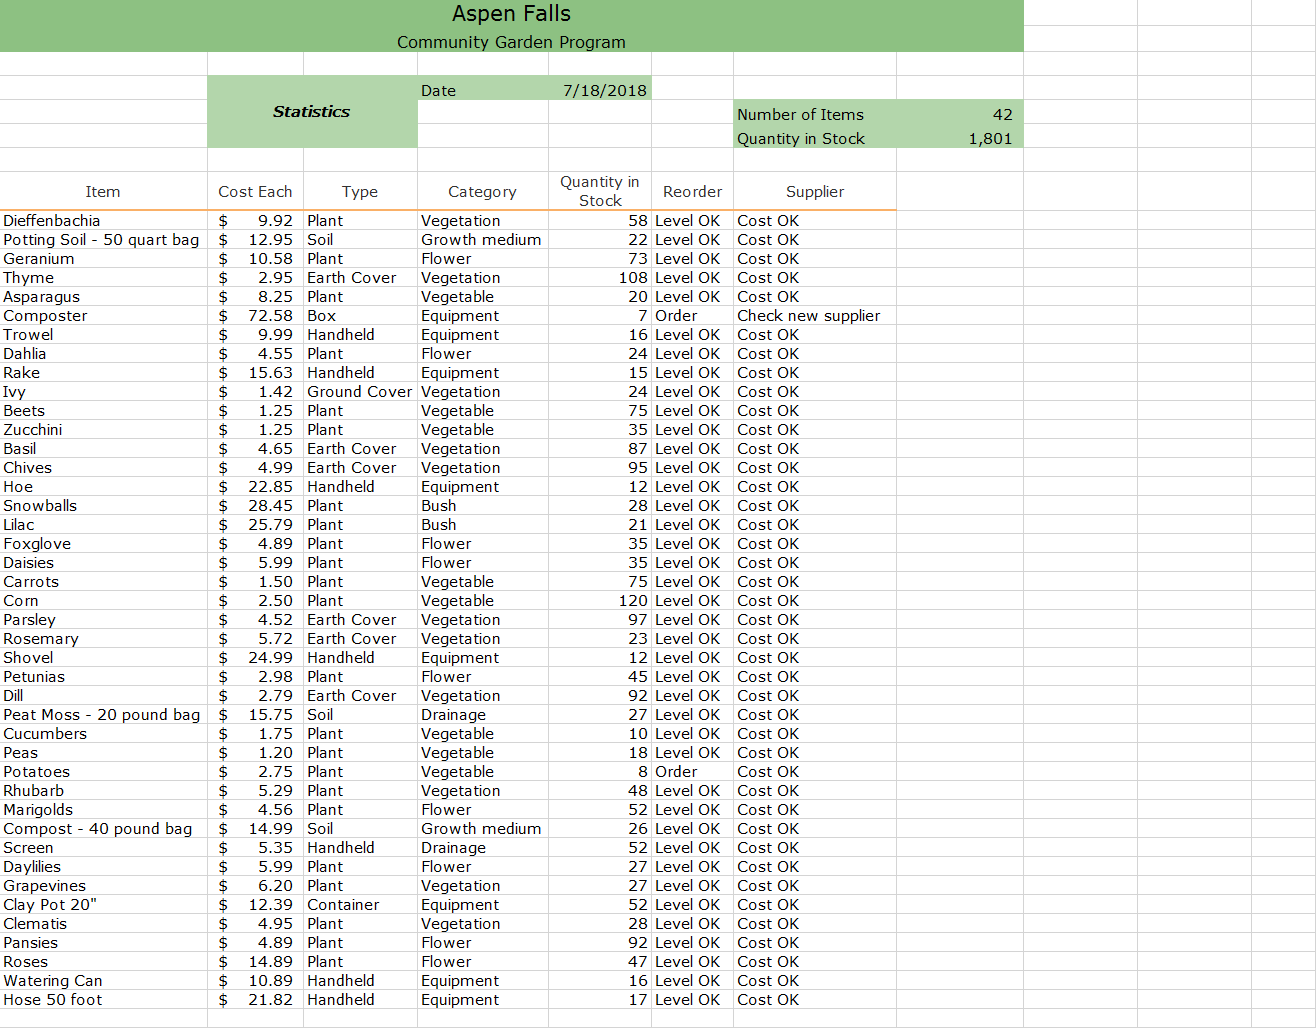 Aspen Falls
Community Garden Program
Statistics
Date 7/18/2018
Number of Items 42
Quantity in Stock 1,801
Item Cost Each Type Category Quantity in Stock Reorder Supplier
Dieffenbachia $ 9.92 Plant Vegetation 58 Level OK Cost OK
Potting Soil - 50 quart bag $ 12.95 Soil Growth medium 22 Level OK Cost OK
Geranium $ 10.58 Plant Flower 73 Level OK Cost OK
Thyme $ 2.95 Earth Cover Vegetation 108 Level OK Cost OK
Asparagus $ 8.25 Plant Vegetable 20 Level OK Cost OK
Composter $ 72.58 Box Equipment 7 Order Check new supplier
Trowel $ 9.99 Handheld Equipment 16 Level OK Cost OK
Dahlia $ 4.55 Plant Flower 24 Level OK Cost OK
Rake $ 15.63 Handheld Equipment 15 Level OK Cost OK
Ivy $ 1.42 Ground Cover Vegetation 24 Level OK Cost OK
Beets $ 1.25 Plant Vegetable 75 Level OK Cost OK
Zucchini $ 1.25 Plant Vegetable 35 Level OK Cost OK
Basil $ 4.65 Earth Cover Vegetation 87 Level OK Cost OK
Chives $ 4.99 Earth Cover Vegetation 95 Level OK Cost OK
Hoe $ 22.85 Handheld Equipment 12 Level OK Cost OK
Snowballs $ 28.45 Plant Bush 28 Level OK Cost OK
Lilac $ 25.79 Plant Bush 21 Level OK Cost OK
Foxglove $ 4.89 Plant Flower 35 Level OK Cost OK
Daisies $ 5.99 Plant Flower 35 Level OK Cost OK
Carrots $ 1.50 Plant Vegetable 75 Level OK Cost OK
Corn $ 2.50 Plant Vegetable 120 Level OK Cost OK
Parsley $ 4.52 Earth Cover Vegetation 97 Level OK Cost OK
Rosemary $ 5.72 Earth Cover Vegetation 23 Level OK Cost OK
Shovel $ 24.99 Handheld Equipment 12 Level OK Cost OK
Petunias $ 2.98 Plant Flower 45 Level OK Cost OK
Dill $ 2.79 Earth Cover Vegetation 92 Level OK Cost OK
Peat Moss - 20 pound bag $ 15.75 Soil Drainage 27 Level OK Cost OK
Cucumbers $ 1.75 Plant Vegetable 10 Level OK Cost OK
Peas $ 1.20 Plant Vegetable 18 Level OK Cost OK
Potatoes $ 2.75 Plant Vegetable 8 Order Cost OK
Rhubarb $ 5.29 Plant Vegetation 48 Level OK Cost OK
Marigolds $ 4.56 Plant Flower 52 Level OK Cost OK
Compost - 40 pound bag $ 14.99 Soil Growth medium 26 Level OK Cost OK
Screen $ 5.35 Handheld Drainage 52 Level OK Cost OK
Daylilies $ 5.99 Plant Flower 27 Level OK Cost OK
Grapevines $ 6.20 Plant Vegetation 27 Level OK Cost OK
Clay Pot 20" $ 12.39 Container Equipment 52 Level OK Cost OK
Clematis $ 4.95 Plant Vegetation 28 Level OK Cost OK
Pansies $ 4.89 Plant Flower 92 Level OK Cost OK
Roses $ 14.89 Plant Flower 47 Level OK Cost OK
Watering Can $ 10.89 Handheld Equipment 16 Level OK Cost OK
Hose 50 foot $ 21.82 Handheld Equipment 17 Level OK Cost OK